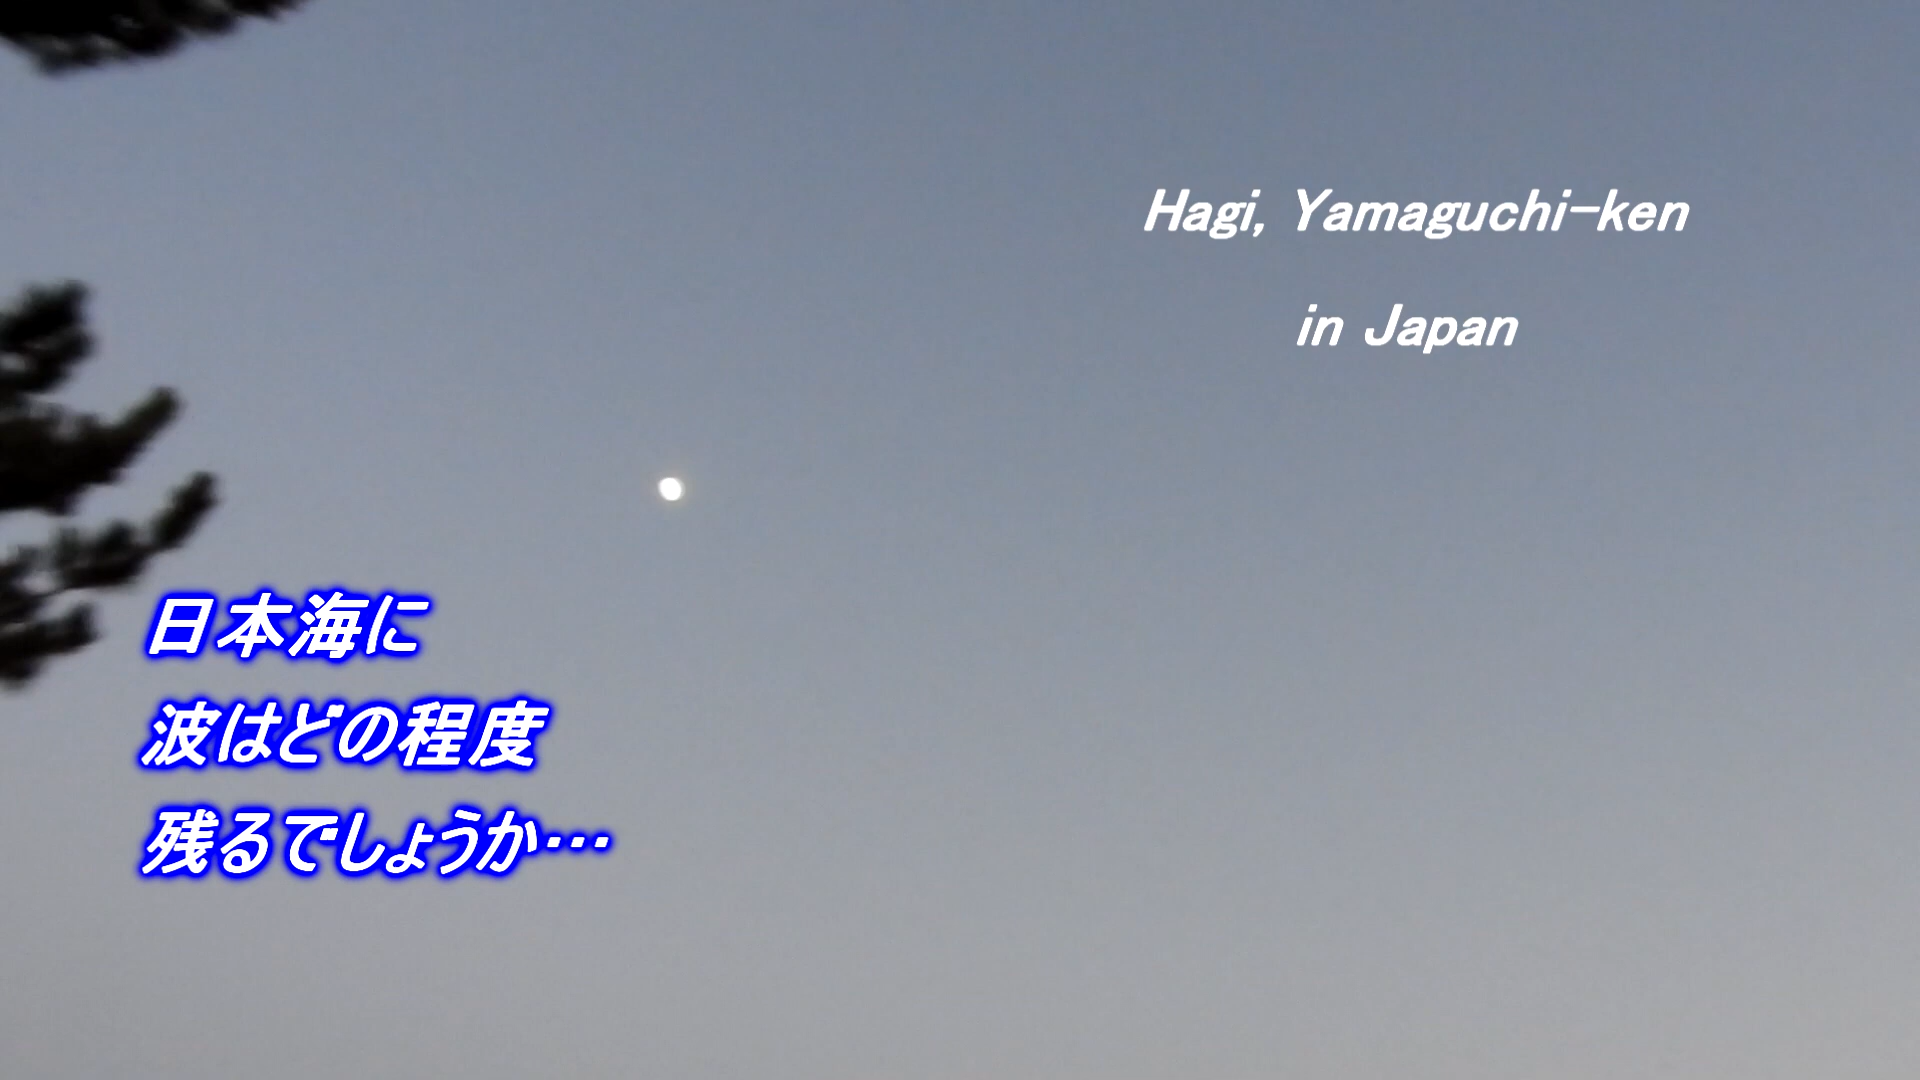 Hagi, Yamaguchi-ken
in Japan
日本海に
波はどの程度
残るでしょうか…